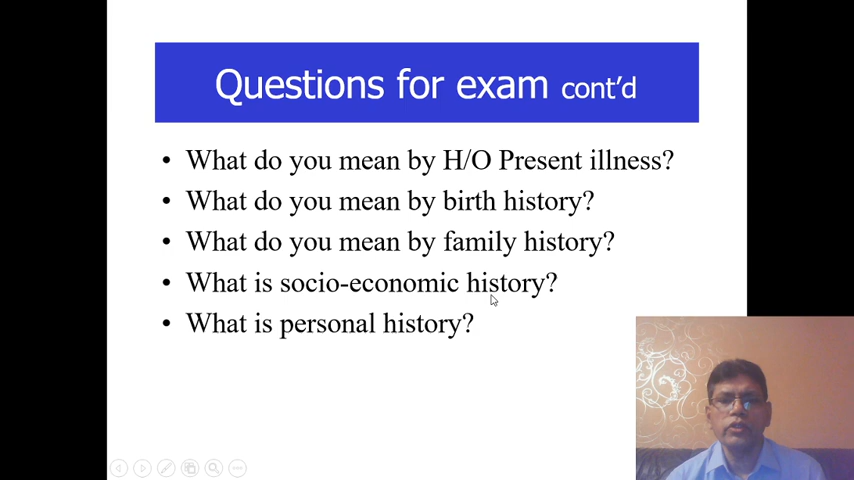 Questions for exam cont'd
• What do you mean by H/O Present illness?
• What do you mean by birth history?
• What do you mean by family history?
• What is socio-economic history?
• What is personal history?